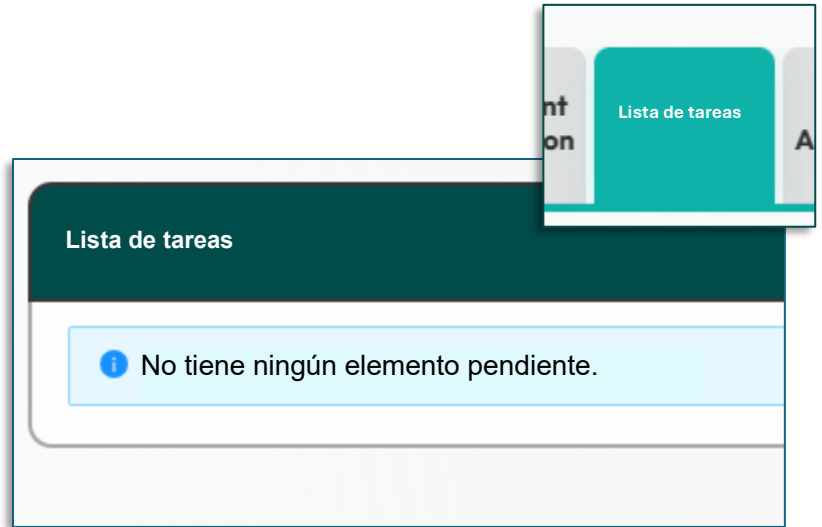 nt
on
Lista de tareas
A
Lista de tareas
No tiene ningún elemento pendiente.